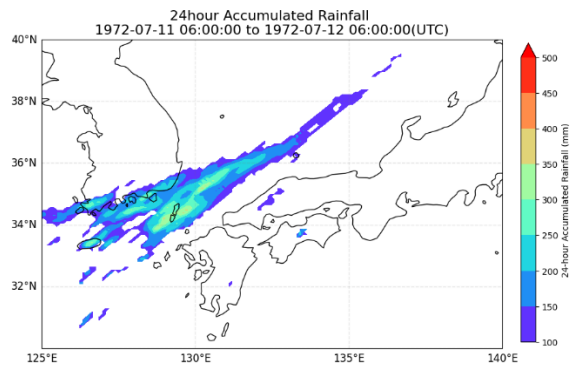 24hour Accumulated Rainfall
1972-07-11 06:00:00 to 1972-07-12 06:00:00(UTC)
40°N
38°N
36°N
34°N
32°N
125°E
130°E
135°E
140°E
500
450
400
350
300
250
200
150
100
24-hour Accumulated Rainfall (mm)